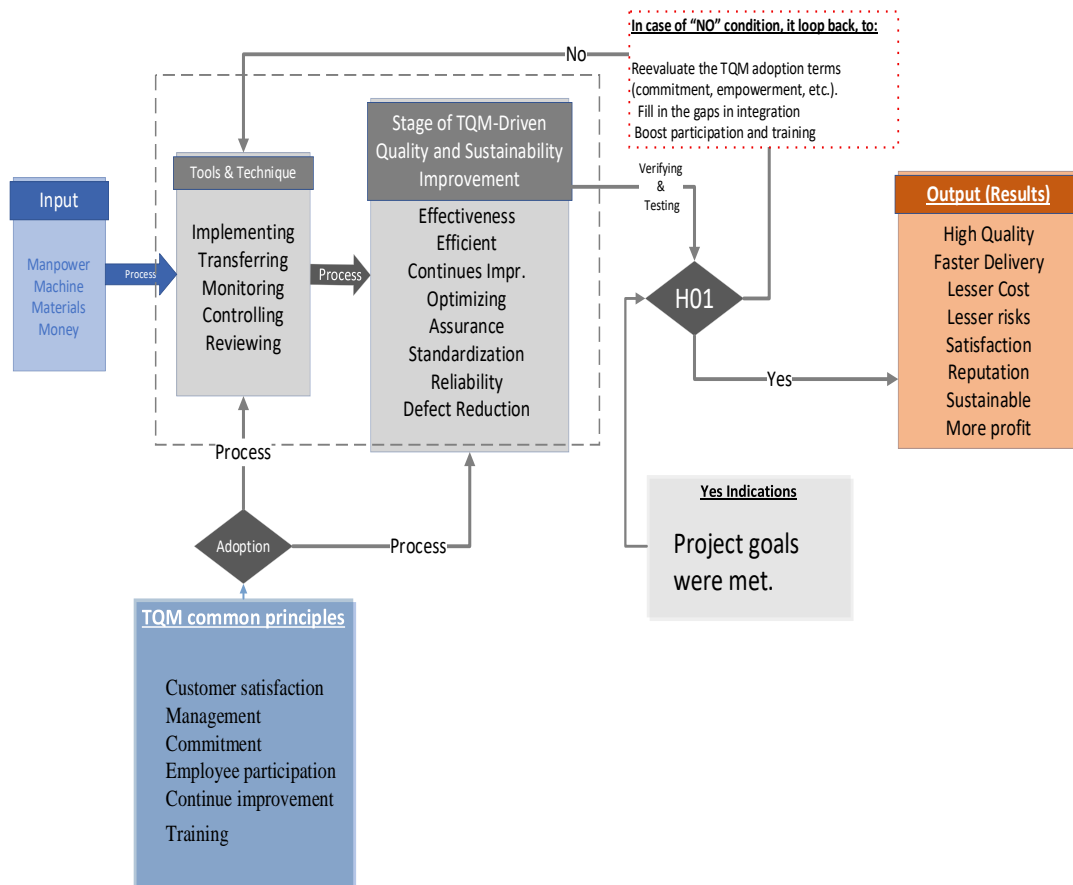 In case of “NO” condition, it loop back, to:
Reevaluate the TQM adoption terms
(commitment, empowerment, etc.).
Fill in the gaps in integration
Boost participation and training
No
Stage of TQM-Driven
Quality and Sustainability
Improvement
Effectiveness
Efficient
Continues Impr.
Optimizing
Assurance
Standardization
Reliability
Defect Reduction
Tools & Technique
Implementing
Transferring
Monitoring
Controlling
Reviewing
Input
Manpower
Machine
Materials
Money
Process
Process
Verifying
&
Testing
H01
Yes
Output (Results)
High Quality
Faster Delivery
Lesser Cost
Lesser risks
Satisfaction
Reputation
Sustainable
More profit
Process
Adoption
Process
Yes Indications
Project goals
were met.
TQM common principles
Customer satisfaction
Management
Commitment
Employee participation
Continue improvement
Training